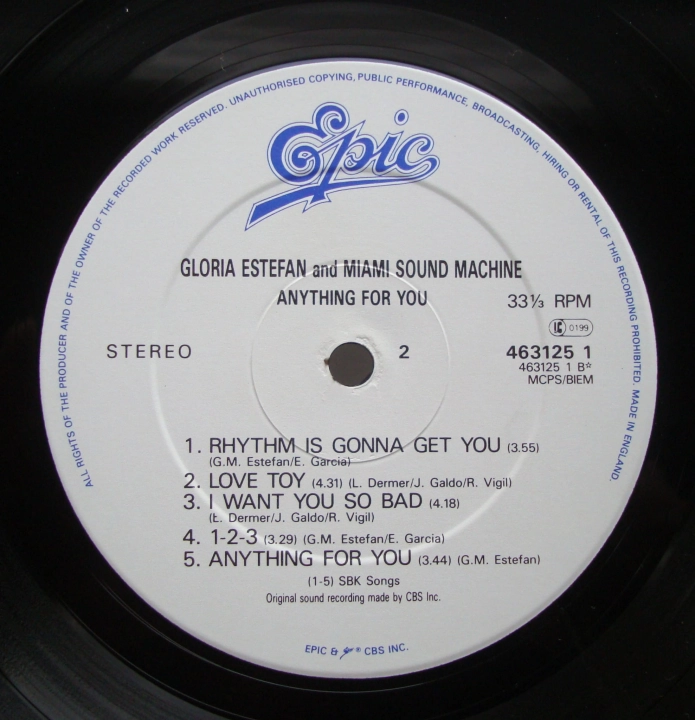 ALL RIGHTS OF THE PRODUCER AND OF THE OWNER OF THE RECORDED WORK RESERVED. UNAUTHORISED COPYING, PUBLIC PERFORMANCE, BROADCASTING, HIRING OR RENTAL OF THIS RECORDING PROHIBITED. MADE IN ENGLAND.
Epic
GLORIA ESTEFAN and MIAMI SOUND MACHINE
ANYTHING FOR YOU
33⅓ RPM
LC 0199
STEREO
2
463125 1
463125 1 B☆
MCPS/BIEM
1. RHYTHM IS GONNA GET YOU (3.55)
(G.M. Estefan/E. Garcia)
2. LOVE TOY (4.31) (L. Dermer/J. Galdo/R. Vigil)
3. I WANT YOU SO BAD (4.18)
(L. Dermer/J. Galdo/R. Vigil)
4. 1-2-3 (3.29) (G.M. Estefan/E. Garcia)
5. ANYTHING FOR YOU (3.44) (G.M. Estefan)
(1-5) SBK Songs
Original sound recording made by CBS Inc.
EPIC & ® CBS INC.